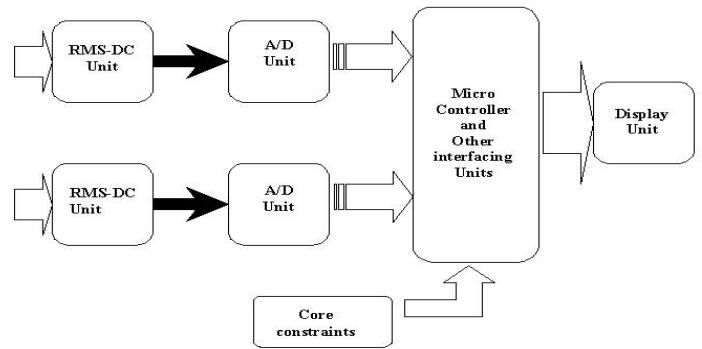 RMS-DC
Unit
A/D
Unit
Micro
Controller
and
Other
interfacing
Units
Display
Unit
RMS-DC
Unit
A/D
Unit
Core
constraints